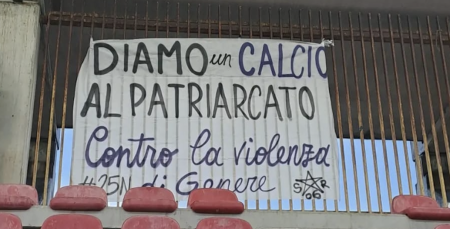 DIAMO un CALCIO
AL PATRIARCATO
Contro la violenza
#25N di Genere
S R